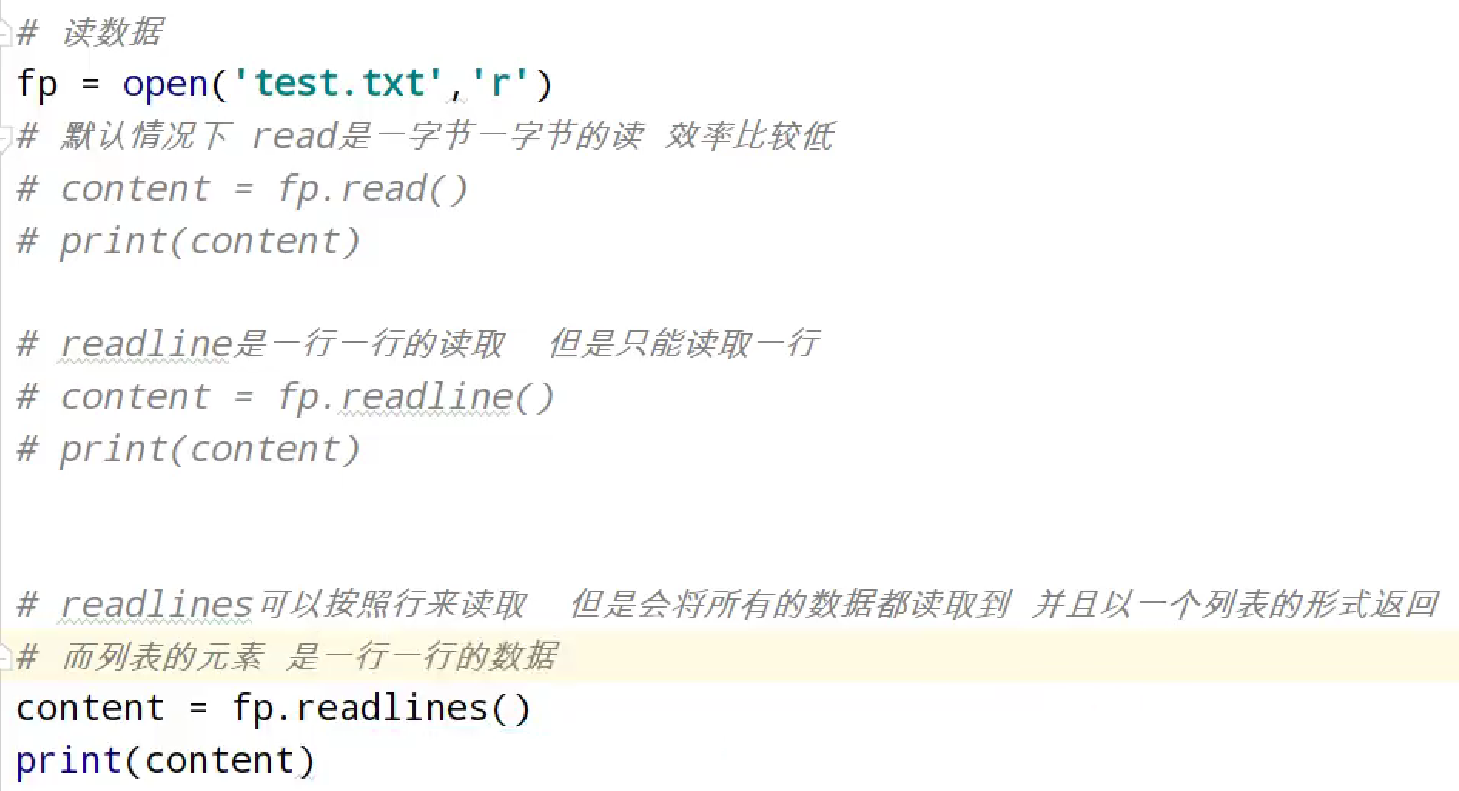 # 读数据
fp = open('test.txt','r')
# 默认情况下 read是一字节一字节的读 效率比较低
# content = fp.read()
# print(content)
# readline是一行一行的读取  但是只能读取一行
# content = fp.readline()
# print(content)
# readlines可以按照行来读取  但是会将所有的数据都读取到 并且以一个列表的形式返回
# 而列表的元素 是一行一行的数据
content = fp.readlines()
print(content)